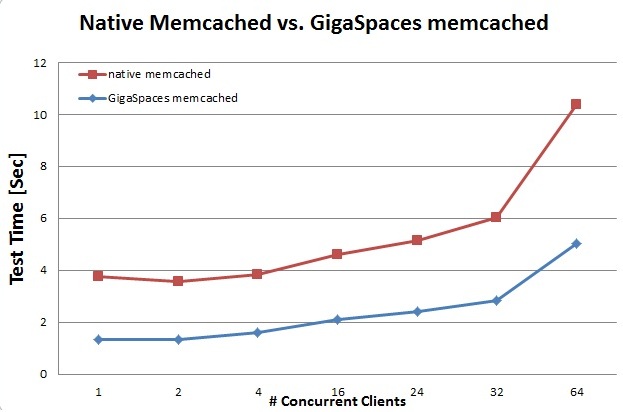 Native Memcached vs. GigaSpaces memcached
native memcached
GigaSpaces memcached
Test Time [Sec]
12
10
8
6
4
2
0
1 2 4 16 24 32 64
# Concurrent Clients